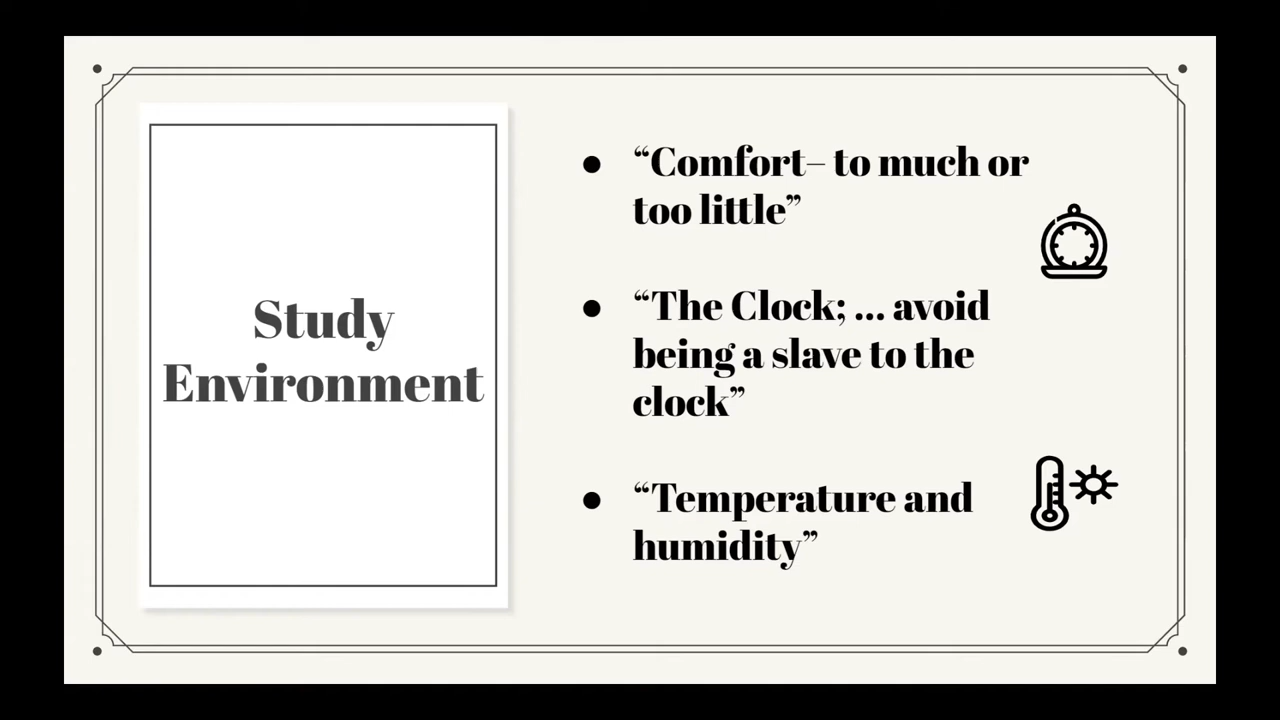 Study
Environment
● “Comfort– to much or
too little”
● “The Clock; ... avoid
being a slave to the
clock”
● “Temperature and
humidity”